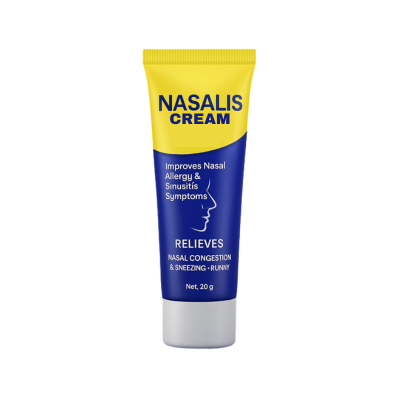 NASALIS
CREAM
Improves Nasal
Allergy &
Sinusitis
Symptoms
RELIEVES
NASAL CONGESTION
& SNEEZING • RUNNY
Net, 20 g